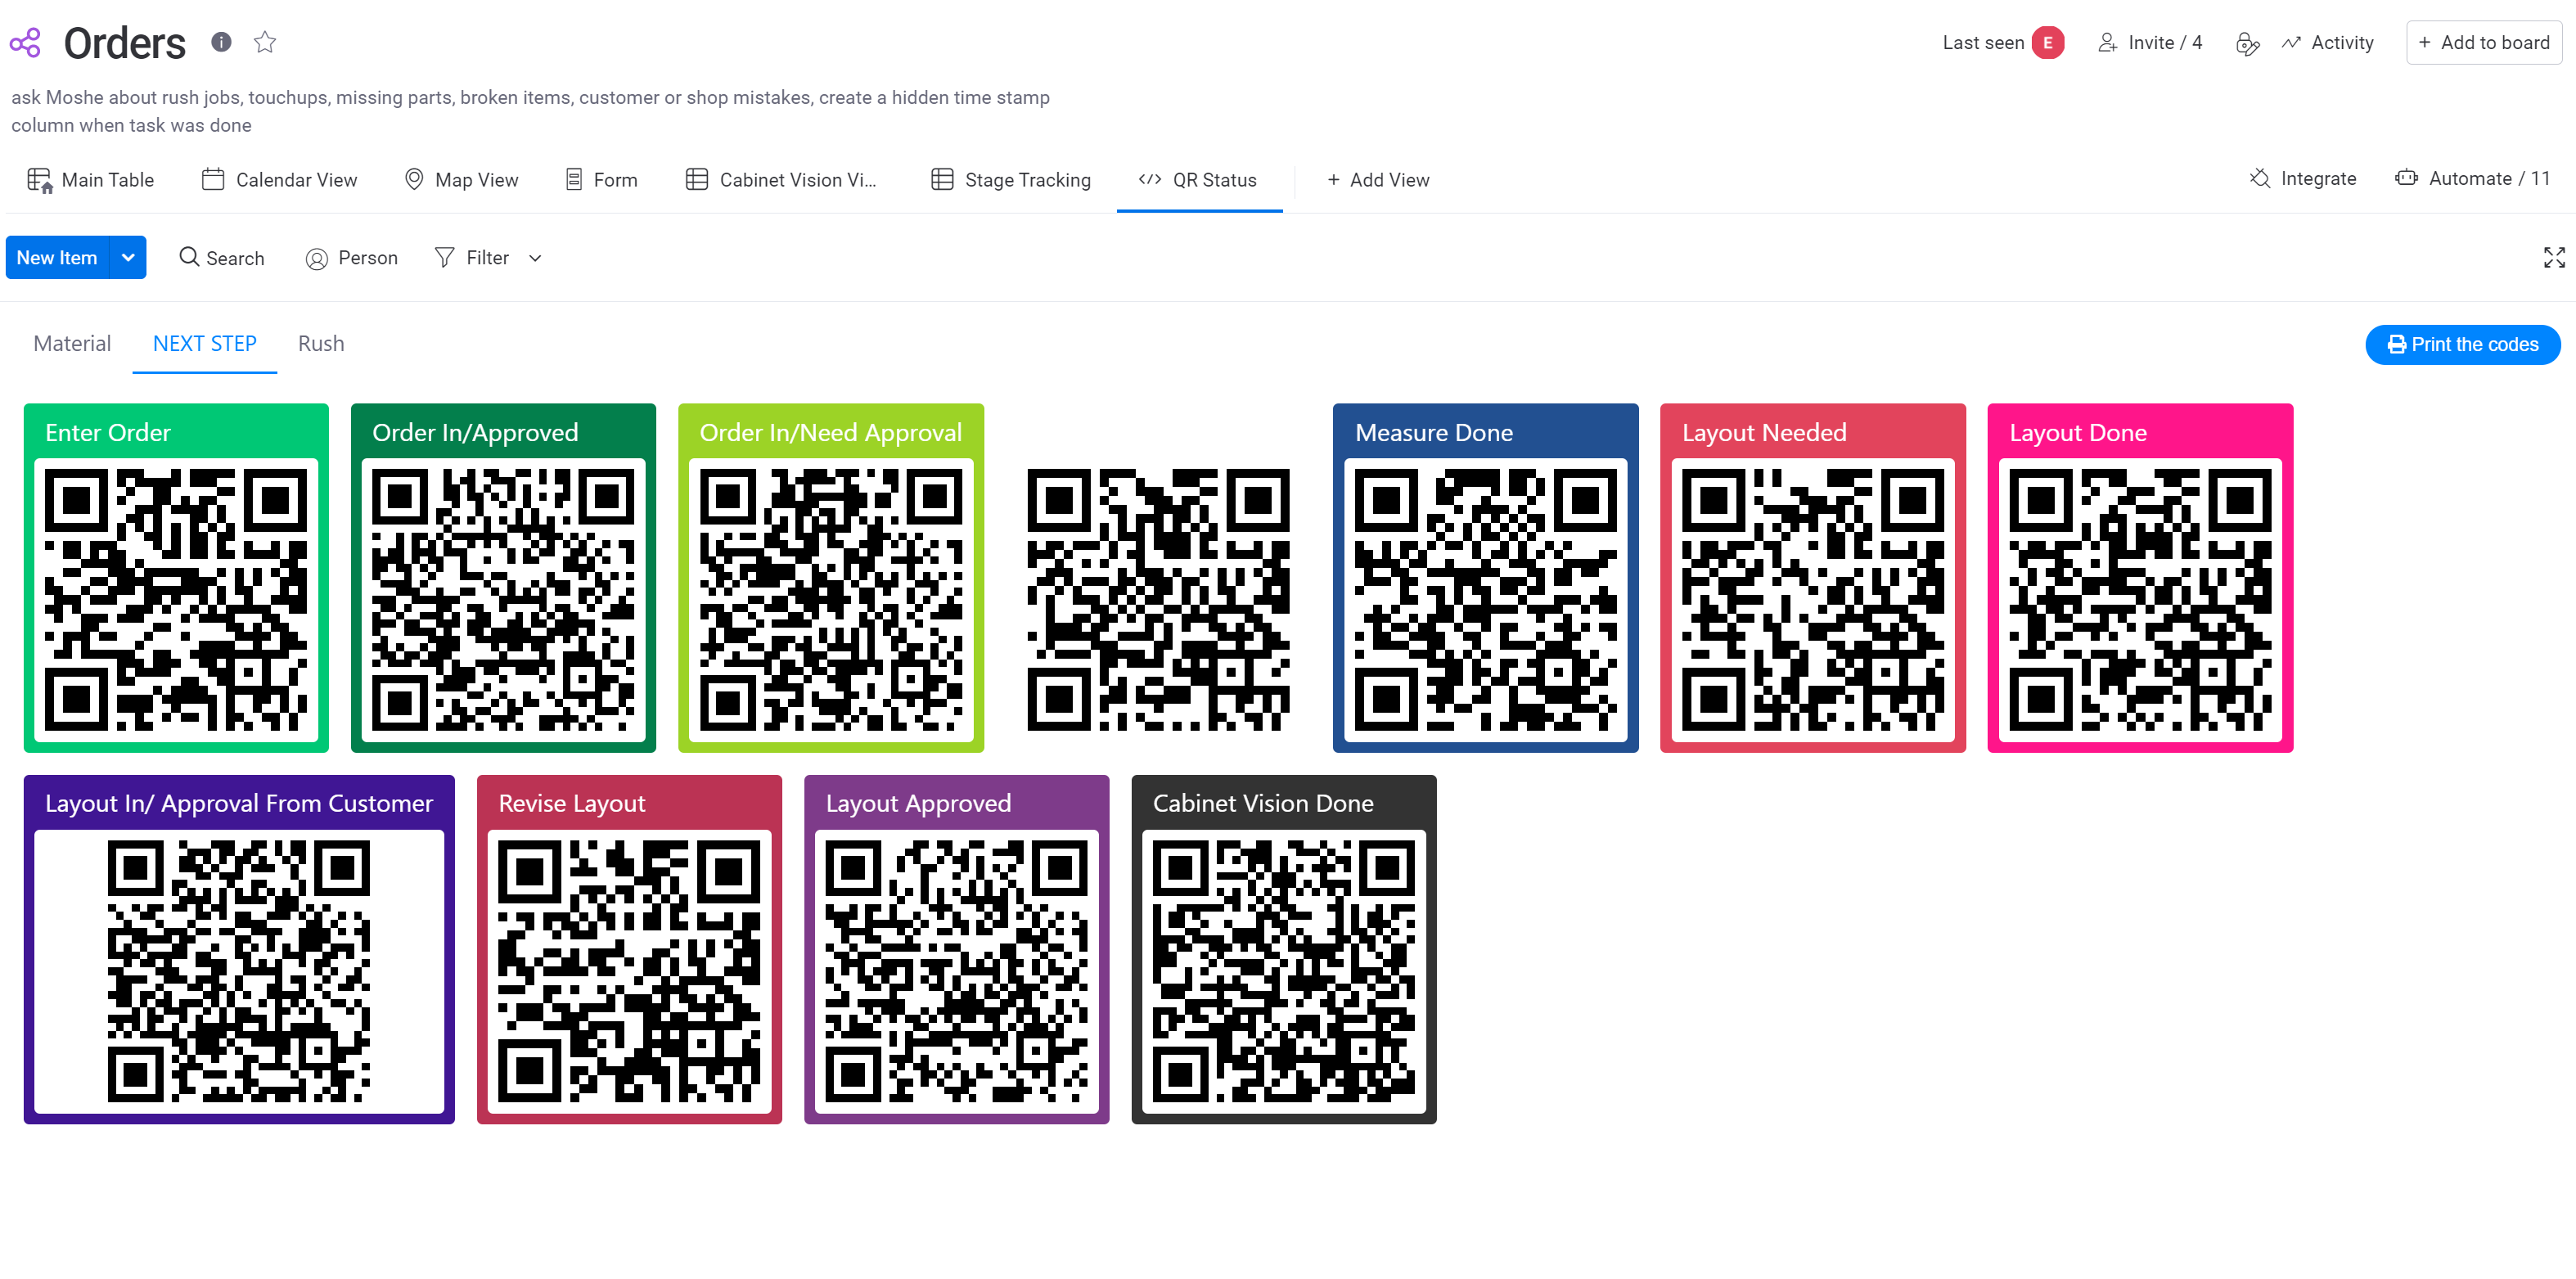 Orders
Last seen E Invite / 4 Activity + Add to board
ask Moshe about rush jobs, touchups, missing parts, broken items, customer or shop mistakes, create a hidden time stamp
column when task was done
Main Table Calendar View Map View Form Cabinet Vision Vi... Stage Tracking QR Status + Add View Integrate Automate / 11
New Item Search Person Filter
Material NEXT STEP Rush Print the codes
Enter Order Order In/Approved Order In/Need Approval Measure Done Layout Needed Layout Done
Layout In/ Approval From Customer Revise Layout Layout Approved Cabinet Vision Done